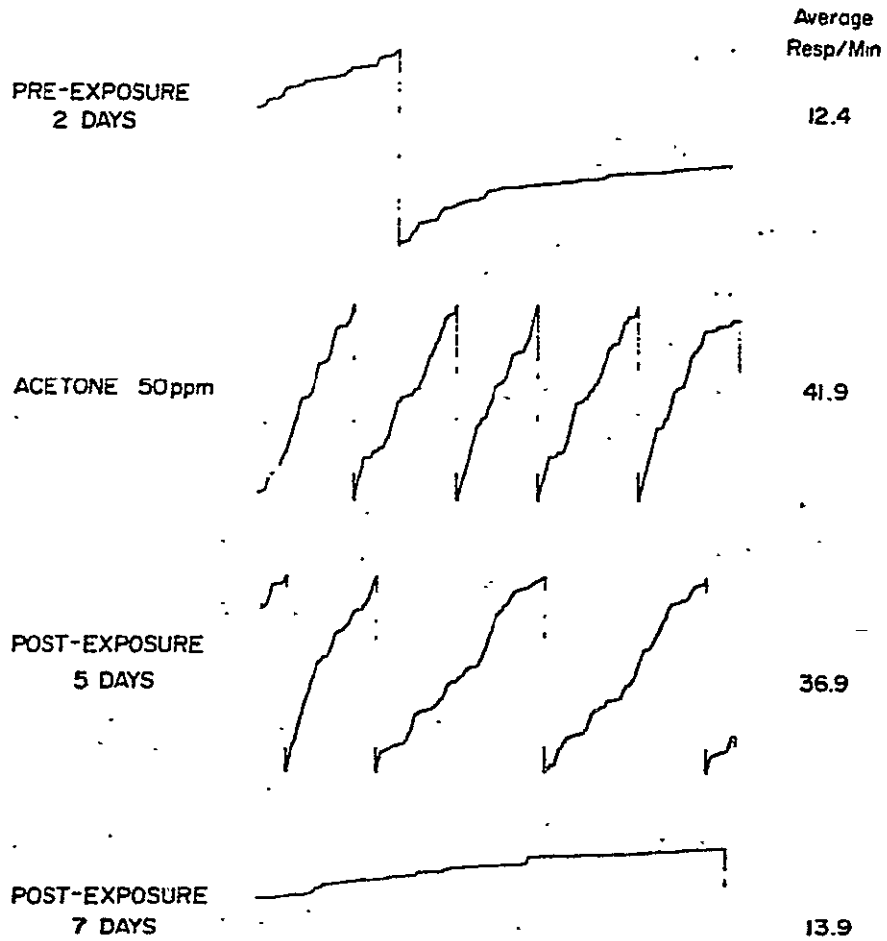 Average
Resp/Min
PRE-EXPOSURE
2 DAYS
12.4
ACETONE 50ppm
41.9
POST-EXPOSURE
5 DAYS
36.9
POST-EXPOSURE
7 DAYS
13.9